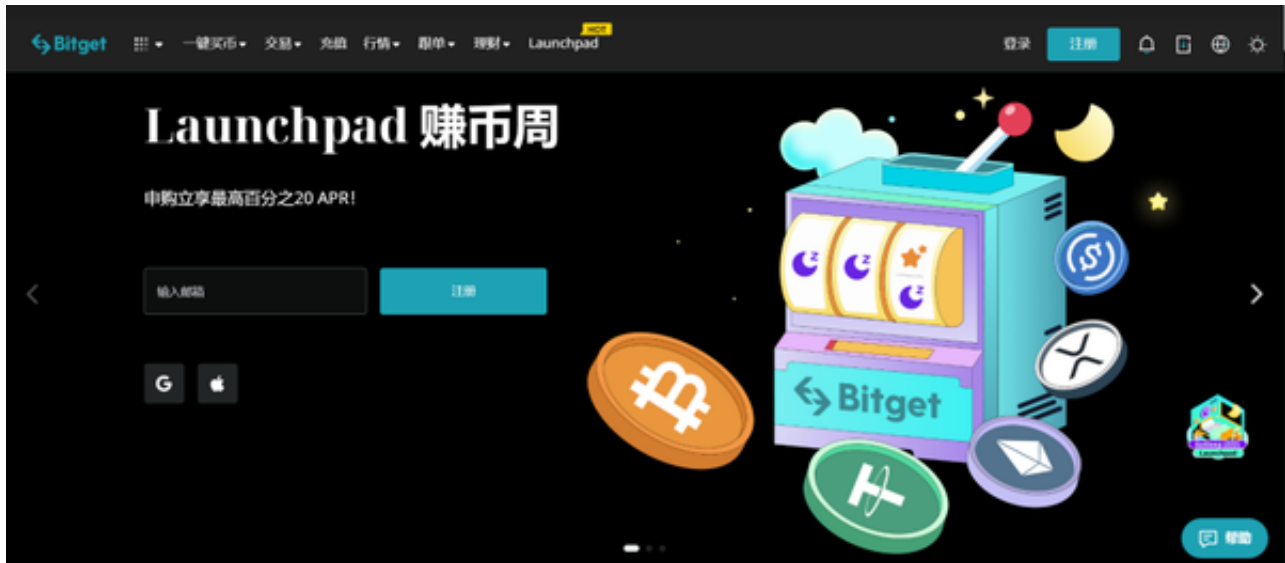 Bitget
一键买币
交易
充值
行情
跟单
理财
Launchpad
HOT
登录
注册
Launchpad 赚币周
申购立享最高百分之20 APR!
输入邮箱
注册
G
Bitget
Launchpad
帮助